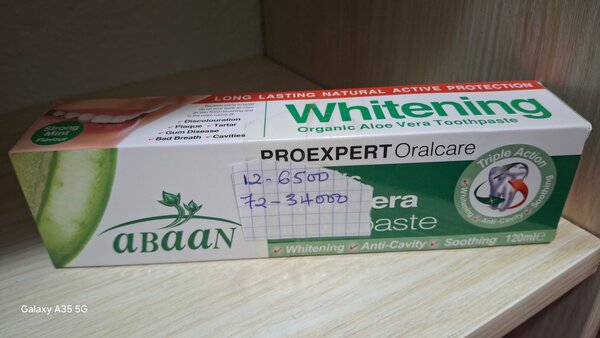 LONG LASTING NATURAL ACTIVE PROTECTION
Whitening
Organic Aloe Vera Toothpaste
Discolouration
✓ Plaque ✓ Tartar
✓ Gum Disease
✓ Bad Breath ✓ Cavities
Strong
Mint
Flavour
PROEXPERT Oralcare
12-6500
72-34000
era
paste
Triple Action
Whitening
Anti-Cavity
Soothing
abaan
✓ Whitening ✓ Anti-Cavity ✓ Soothing
120ml e
Galaxy A35 5G